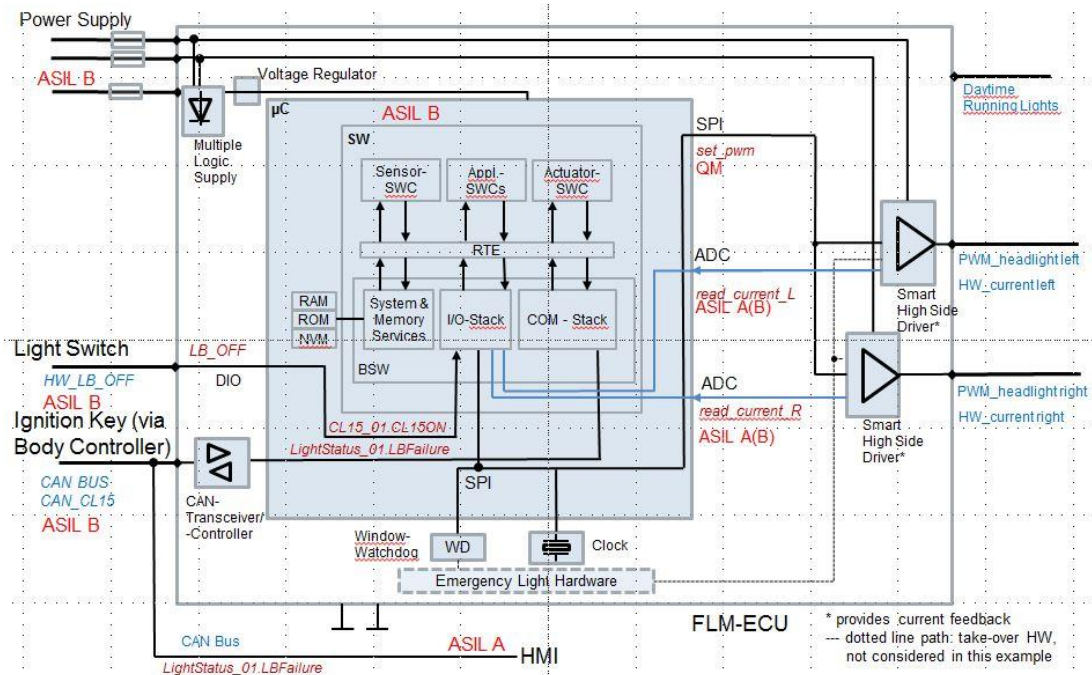 Power Supply
ASIL B
Voltage Regulator
Multiple
Logic
Supply
µC
ASIL B
SW
Sensor-
SWC
Appl.-
SWCs
Actuator
SWC
RTE
RAM
ROM
NVM
System &
Memory
Services
I/O-Stack
COM - Stack
BSW
SPI
set_pwm
QM
ADC
read_current_L
ASIL A(B)
ADC
read_current_R
ASIL A(B)
Daytime
Running Lights
PWM_headlight left
HW_current left
Smart
High Side
Driver*
PWM_headlight right
HW_current right
Smart
High Side
Driver*
Light Switch
LB_OFF
HW_LB_OFF
DIO
ASIL B
Ignition Key (via
Body Controller)
CL15_01.CL15ON
LightStatus_01.LBFailure
CAN BUS
CAN_CL15
ASIL B
CAN-
Transceiver/
-Controller
SPI
Window-
Watchdog
WD
Clock
Emergency Light Hardware
FLM-ECU
* provides current feedback
--- dotted line path: take-over HW,
not considered in this example
CAN Bus
ASIL A
HMI
LightStatus_01.LBFailure